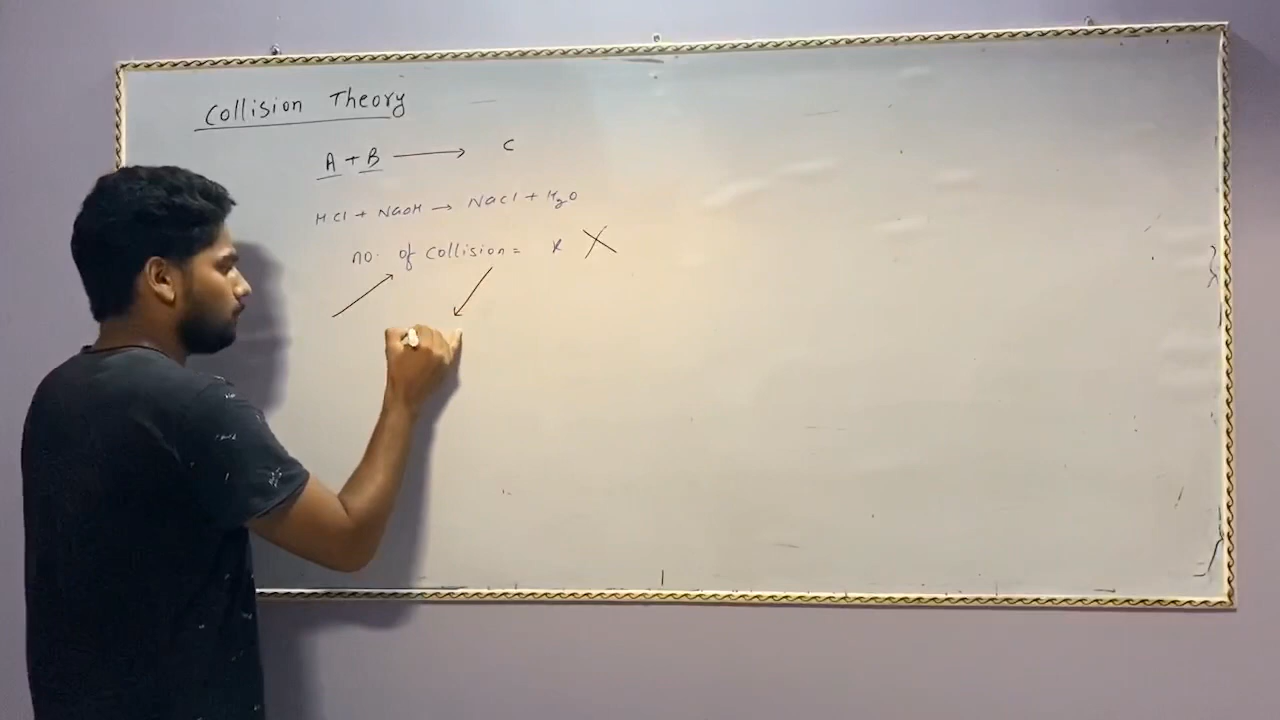 Collision Theory
A + B ⟶ C
HCl + NaOH → NaCl + H₂O
no. of collision = R